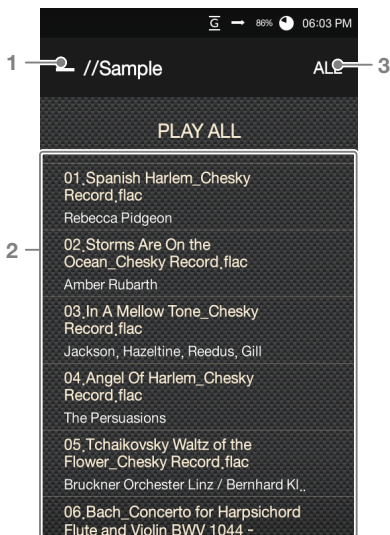 G 86% 06:03 PM
1 //Sample ALL 3
PLAY ALL
2
01.Spanish Harlem_Chesky
Record.flac
Rebecca Pidgeon
02.Storms Are On the
Ocean_Chesky Record.flac
Amber Rubarth
03.In A Mellow Tone_Chesky
Record.flac
Jackson, Hazeltine, Reedus, Gill
04.Angel Of Harlem_Chesky
Record.flac
The Persuasions
05.Tchaikovsky Waltz of the
Flower_Chesky Record.flac
Bruckner Orchester Linz / Bernhard Kl..
06.Bach_Concerto for Harpsichord
Flute and Violin BWV 1044 -